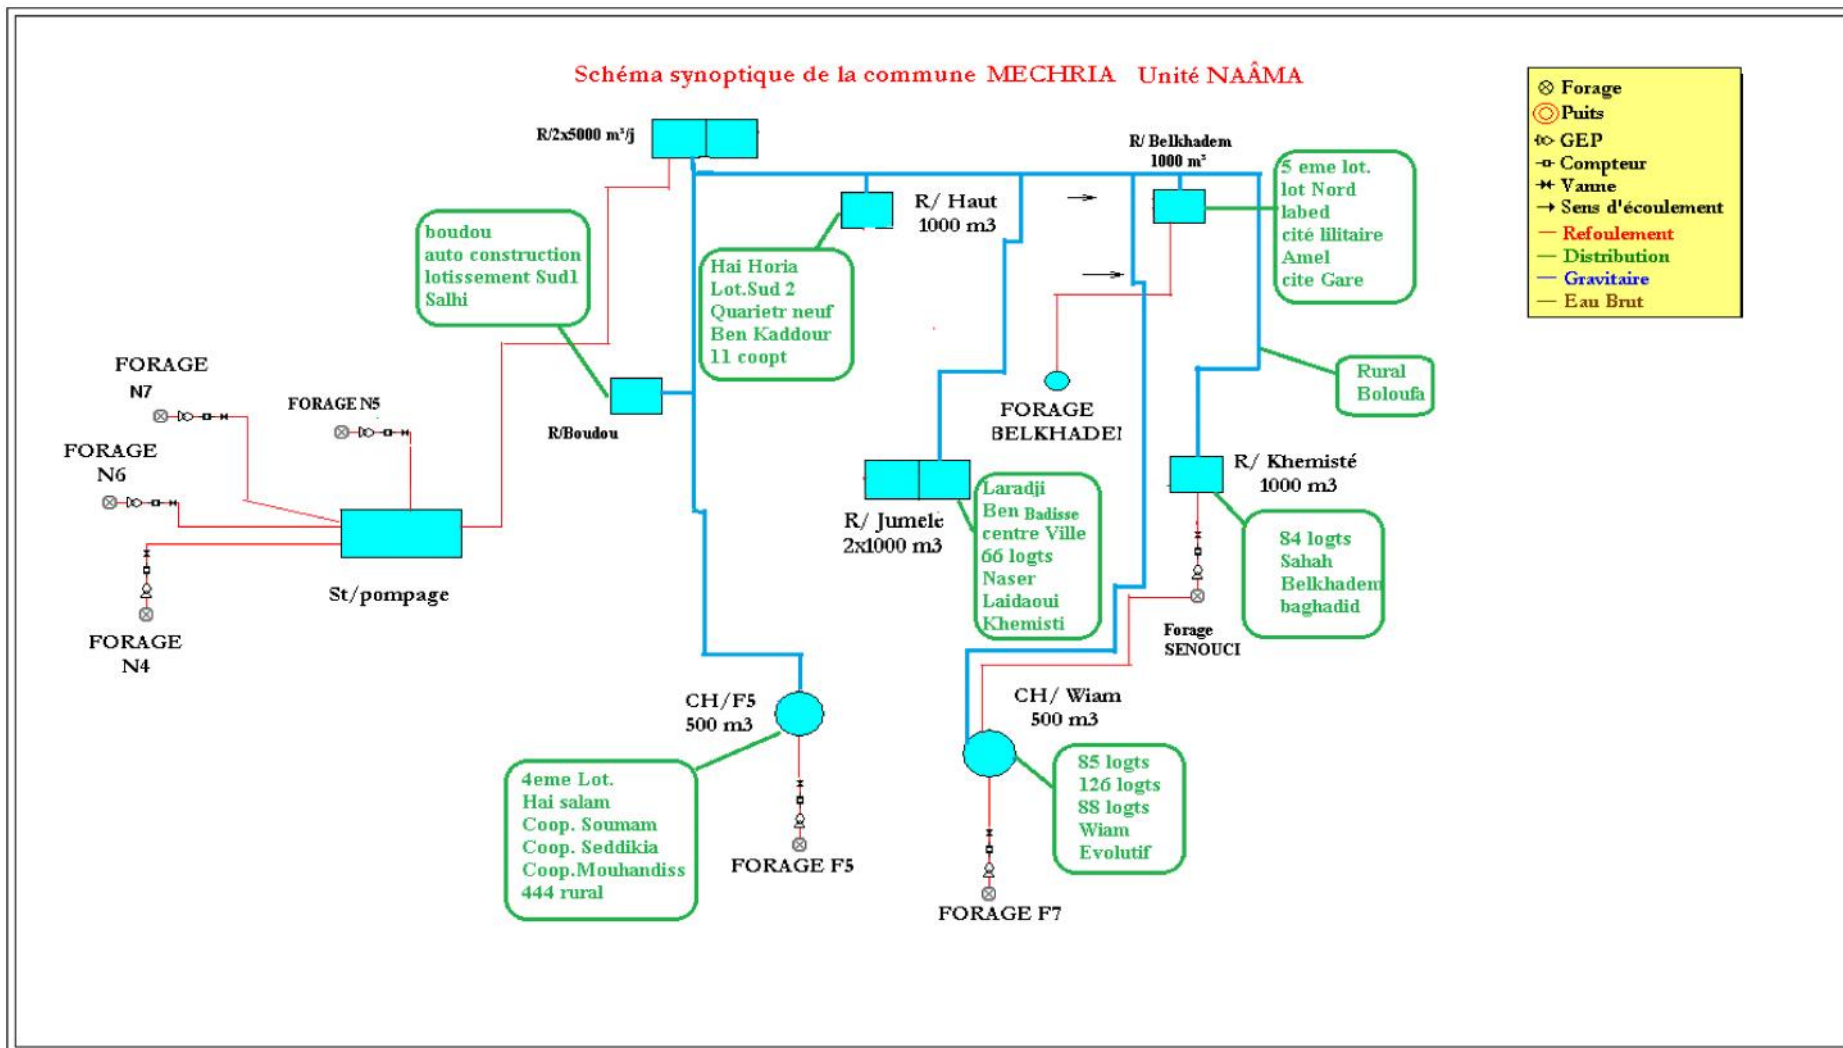 Schéma synoptique de la commune MECHRIA Unité NAÂMA
Forage
Puits
GEP
Compteur
Vanne
Sens d'écoulement
Refoulement
Distribution
Gravitaire
Eau Brut
R/2x5000 m³/j
R/ Belkhadem
1000 m³
5 eme lot.
lot Nord
labed
cité lilitaire
Amel
cite Gare
R/ Haut
1000 m3
boudou
auto construction
lotissement Sud1
Salhi
Hai Horia
Lot.Sud 2
Quarietr neuf
Ben Kaddour
11 coopt
Rural
Boloufa
FORAGE
N7
FORAGE N5
R/Boudou
FORAGE
BELKHADEI
FORAGE
N6
R/ Khemisté
1000 m3
R/ Jumele
2x1000 m3
Laradji
Ben Badisse
centre Ville
66 logts
Naser
Laidaoui
Khemisti
84 logts
Sahah
Belkhadem
baghadid
St/pompage
FORAGE
N4
Forage
SENOUCI
CH/F5
500 m3
CH/ Wiam
500 m3
4eme Lot.
Hai salam
Coop. Soumam
Coop. Seddikia
Coop.Mouhandiss
444 rural
85 logts
126 logts
88 logts
Wiam
Evolutif
FORAGE F5
FORAGE F7